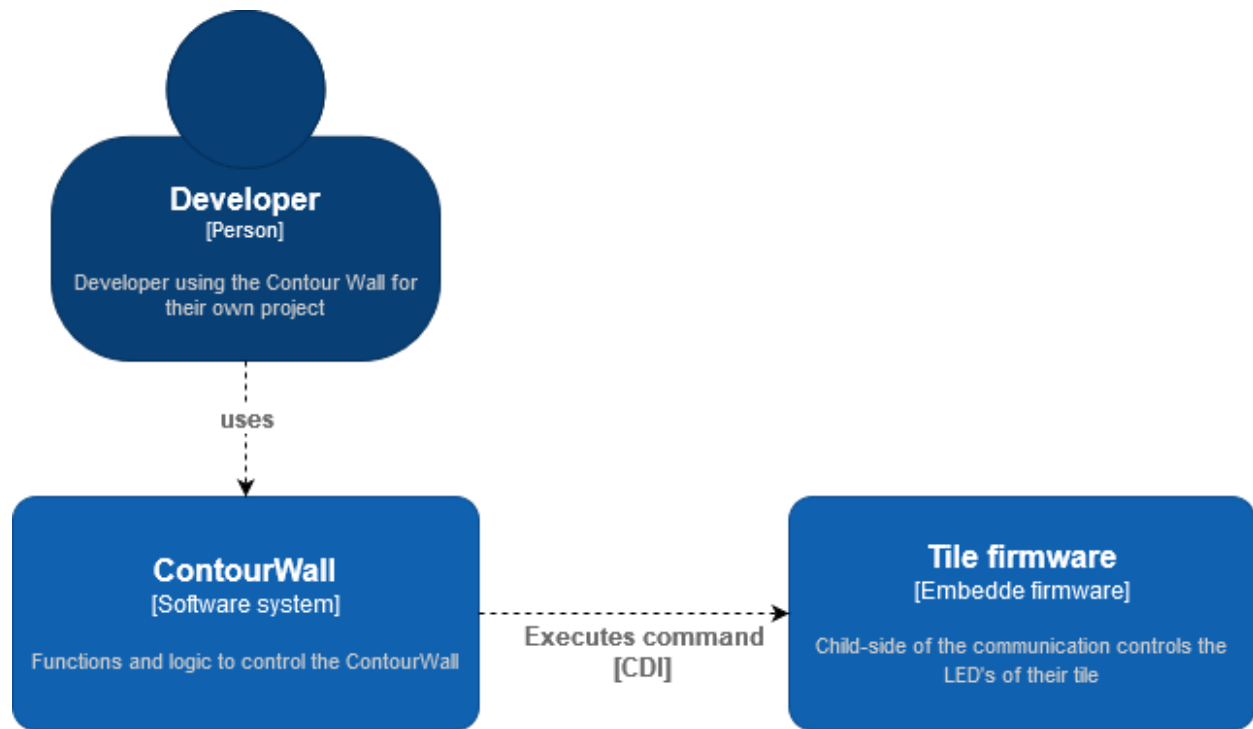 Developer
[Person]
Developer using the Contour Wall for
their own project
uses
ContourWall
[Software system]
Functions and logic to control the ContourWall
Executes command
[CDI]
Tile firmware
[Embedde firmware]
Child-side of the communication controls the
LED's of their tile